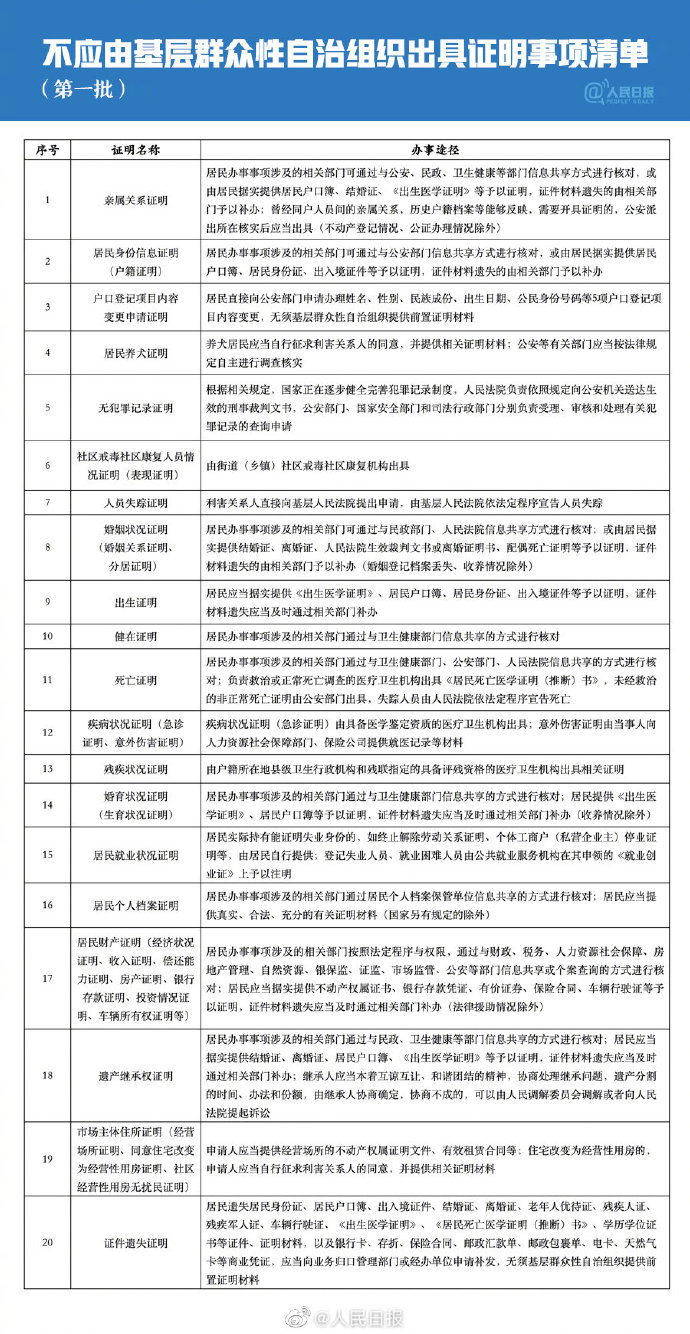 不应由基层群众性自治组织出具证明事项清单
（第一批）
@人民日报
PEOPLE'S DAILY
序号 证明名称 办事途径
1 亲属关系证明
居民办事事项涉及的相关部门可通过与公安、民政、卫生健康等部门信息共享方式进行核对，或
由居民据实提供居民户口簿、结婚证、《出生医学证明》等予以证明，证件材料遗失的由相关部
门予以补办；曾经同户人员间的亲属关系，历史户籍档案等能够反映，需要开具证明的，公安派
出所在核实后应当出具（不动产登记情况、公证办理情况除外）
2 居民身份信息证明
（户籍证明）
居民办事事项涉及的相关部门可通过与公安部门信息共享方式进行核对，或由居民据实提供居民
户口簿、居民身份证、出入境证件等予以证明，证件材料遗失的由相关部门予以补办
3 户口登记项目内容
变更申请证明
居民直接向公安部门申请办理姓名、性别、民族成份、出生日期、公民身份号码等5项户口登记项
目内容变更，无须基层群众性自治组织提供前置证明材料
4 居民养犬证明
养犬居民应当自行征求利害关系人的同意，并提供相关证明材料；公安等有关部门应当按法律规
定自主进行调查核实
5 无犯罪记录证明
根据相关规定，国家正在逐步健全完善犯罪记录制度，人民法院负责依照规定向公安机关送达生
效的刑事裁判文书，公安部门、国家安全部门和司法行政部门分别负责受理、审核和处理有关犯
罪记录的查询申请
6 社区戒毒社区康复人员情
况证明（表现证明）
由街道（乡镇）社区戒毒社区康复机构出具
7 人员失踪证明
利害关系人直接向基层人民法院提出申请，由基层人民法院依法定程序宣告人员失踪
8 婚姻状况证明
（婚姻关系证明、
分居证明）
居民办事事项涉及的相关部门可通过与民政部门、人民法院信息共享方式进行核对；或由居民据
实提供结婚证、离婚证、人民法院生效裁判文书或离婚证明书、配偶死亡证明等予以证明，证件
材料遗失的由相关部门予以补办（婚姻登记档案丢失、收养情况除外）
9 出生证明
居民应当据实提供《出生医学证明》、居民户口簿、居民身份证、出入境证件等予以证明，证件
材料遗失应当及时通过相关部门补办
10 健在证明
居民办事事项涉及的相关部门通过与卫生健康部门信息共享的方式进行核对
11 死亡证明
居民办事事项涉及的相关部门通过与卫生健康部门、公安部门、人民法院信息共享的方式进行核
对；负责救治或正常死亡调查的医疗卫生机构出具《居民死亡医学证明（推断）书》，未经救治
的非正常死亡证明由公安部门出具，失踪人员由人民法院依法定程序宣告死亡
12 疾病状况证明（急诊
证明、意外伤害证明）
疾病状况证明（急诊证明）由具备医学鉴定资质的医疗卫生机构出具；意外伤害证明由当事人向
人力资源社会保障部门、保险公司提供就医记录等材料
13 残疾状况证明
由户籍所在地县级卫生行政机构和残联指定的具备评残资格的医疗卫生机构出具相关证明
14 婚育状况证明
（生育状况证明）
居民办事事项涉及的相关部门通过与卫生健康部门信息共享的方式进行核对；居民提供《出生医
学证明》、居民户口簿等予以证明，证件材料遗失应当及时通过相关部门补办（收养情况除外）
15 居民就业状况证明
居民实际持有能证明失业身份的，如终止解除劳动关系证明、个体工商户（私营企业主）停业证
明等，由居民自行提供；登记失业人员、就业困难人员由公共就业服务机构在其申领的《就业创
业证》上予以注明
16 居民个人档案证明
居民办事事项涉及的相关部门通过居民个人档案保管单位信息共享的方式进行核对；居民应当提
供真实、合法、充分的有关证明材料（国家另有规定的除外）
17 居民财产证明（经济状况
证明、收入证明、偿还能
力证明、房产证明、银行
存款证明、投资情况证
明、车辆所有权证明等）
居民办事事项涉及的相关部门按照法定程序与权限，通过与财政、税务、人力资源社会保障、房
地产管理、自然资源、银保监、证监、市场监管、公安等部门信息共享或个案查询的方式进行核
对；居民应当据实提供不动产权属证书、银行存款凭证、有价证券、保险合同、车辆行驶证等予
以证明，证件材料遗失应当及时通过相关部门补办（法律援助情况除外）
18 遗产继承权证明
居民办事事项涉及的相关部门通过与民政、卫生健康等部门信息共享的方式进行核对；居民应当
据实提供结婚证、离婚证、居民户口簿、《出生医学证明》等予以证明，证件材料遗失应当及时
通过相关部门补办；继承人应当本着互谅互让、和谐团结的精神，协商处理继承问题，遗产分割
的时间、办法和份额，由继承人协商确定，协商不成的，可以由人民调解委员会调解或者向人民
法院提起诉讼
19 市场主体住所证明（经营
场所证明、同意住宅改变
为经营性用房证明、社区
经营性用房无扰民证明）
申请人应当提供经营场所的不动产权属证明文件、有效租赁合同等；住宅改变为经营性用房的，
申请人应当自行征求利害关系人的同意，并提供相关证明材料
20 证件遗失证明
居民遗失居民身份证、居民户口簿、出入境证件、结婚证、离婚证、老年人优待证、残疾人证、
残疾军人证、车辆行驶证、《出生医学证明》、《居民死亡医学证明（推断）书》、学历学位证
书等证件、证明材料，以及银行卡、存折、保险合同、邮政汇款单、邮政包裹单、电卡、天然气
卡等商业凭证，应当向业务归口管理部门或经办单位申请补发，无须基层群众性自治组织提供前
置证明材料
@人民日报